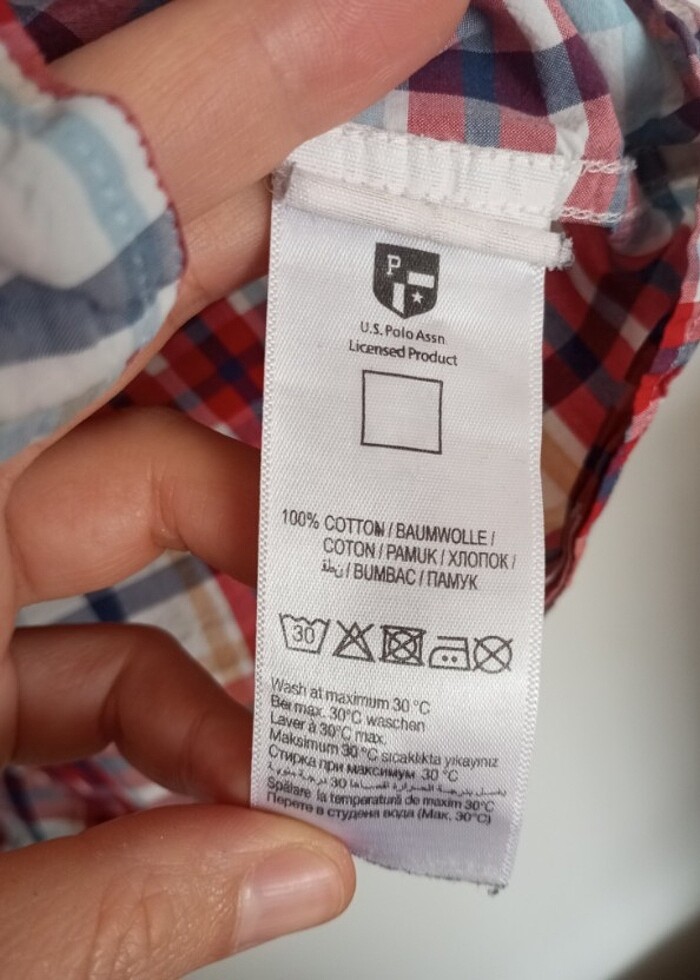 P
U.S. Polo Assn.
Licensed Product
100% COTTON / BAUMWOLLE /
COTON / PAMUK / ХЛОПОК /
قطن / BUMBAC / ПАМУК
30
Wash at maximum 30 °C
Bei max. 30°C waschen
Laver à 30°C max.
Maksimum 30 °C sıcaklıkta yıkayınız
Стирка при максимум 30 °C
30
Spălare la temperatură de maxim 30°C
Перете в студена вода (Мак. 30°C)